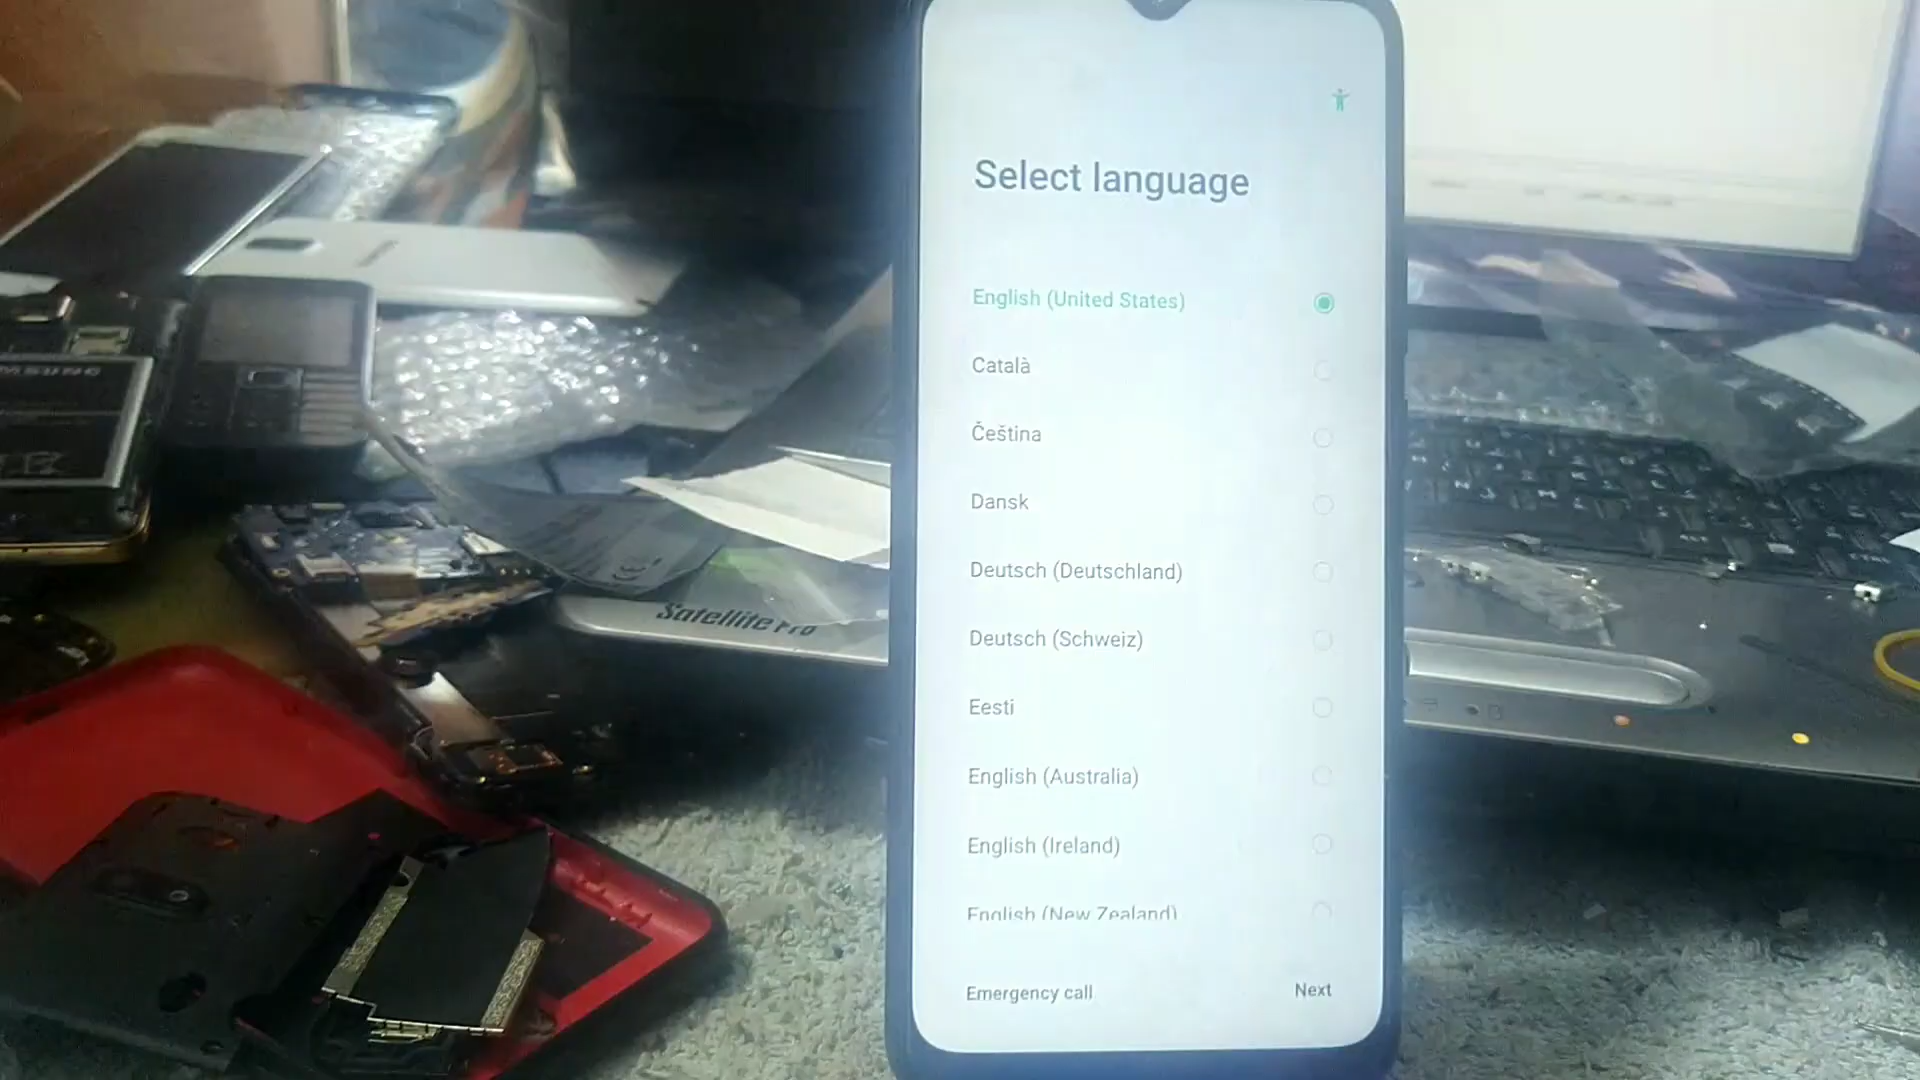 Select language
English (United States)
Català
Čeština
Dansk
Deutsch (Deutschland)
Deutsch (Schweiz)
Eesti
English (Australia)
English (Ireland)
English (New Zealand)
Emergency call
Next
Satellite Pro